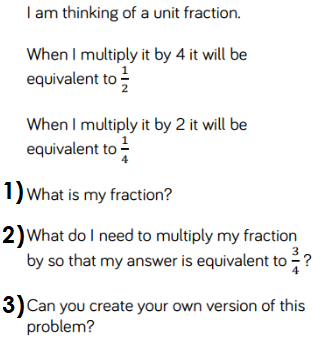 I am thinking of a unit fraction.
When I multiply it by 4 it will be
equivalent to 1/2
When I multiply it by 2 it will be
equivalent to 1/4
1) What is my fraction?
2) What do I need to multiply my fraction
by so that my answer is equivalent to 3/4 ?
3) Can you create your own version of this
problem?